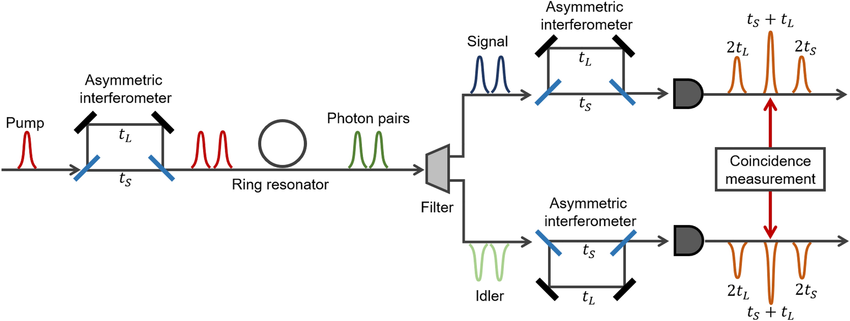 Pump
Asymmetric
interferometer
t_L
t_S
Ring resonator
Photon pairs
Filter
Signal
Asymmetric
interferometer
t_L
t_S
2t_L
t_S + t_L
2t_S
Coincidence
measurement
Idler
Asymmetric
interferometer
t_S
t_L
2t_L
t_S + t_L
2t_S